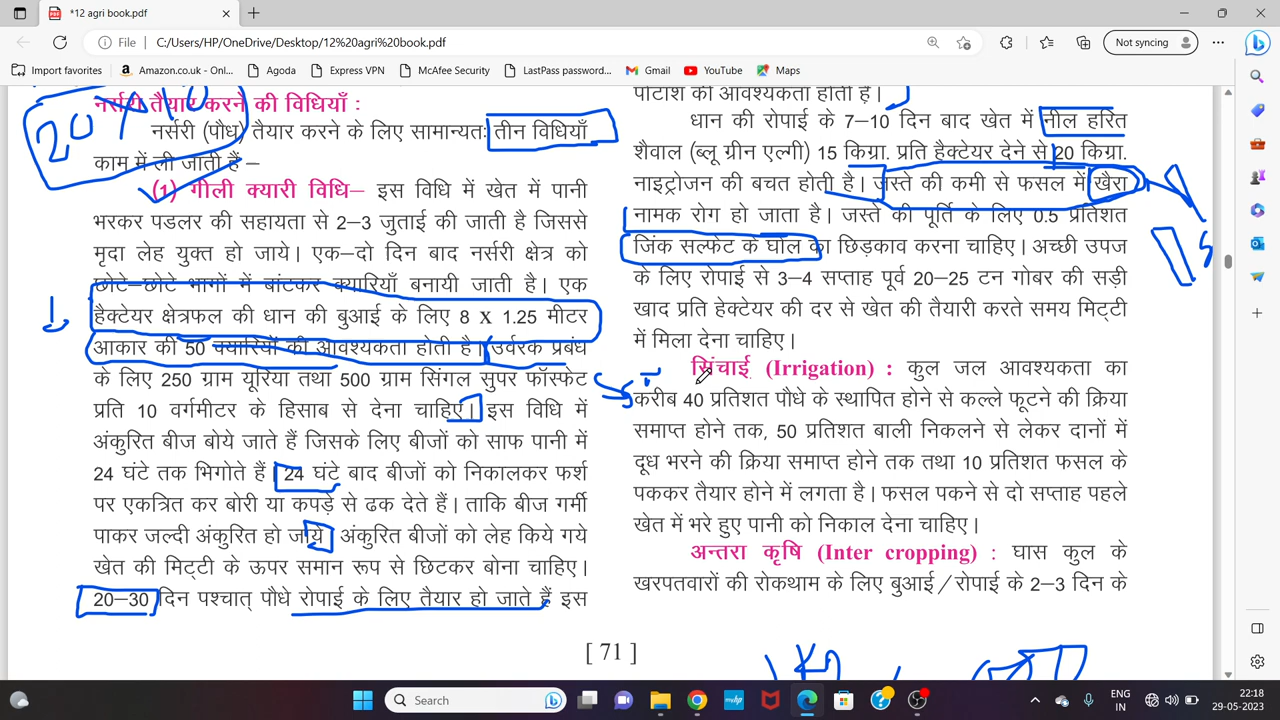 *12 agri book.pdf
File C:/Users/HP/OneDrive/Desktop/12%20agri%20book.pdf
Not syncing
Import favorites Amazon.co.uk - Onl... Agoda Express VPN McAfee Security LastPass password... Gmail YouTube Maps
नर्सरी तैयार करने की विधियाँ :
20 x 10
नर्सरी (पौध) तैयार करने के लिए सामान्यतः तीन विधियाँ
काम में ली जाती हैं –
(1) गीली क्यारी विधि– इस विधि में खेत में पानी
भरकर पडलर की सहायता से 2–3 जुताई की जाती है जिससे
मृदा लेह युक्त हो जाये। एक–दो दिन बाद नर्सरी क्षेत्र को
छोटे–छोटे भागों में बांटकर क्यारियाँ बनायी जाती है। एक
हैक्टेयर क्षेत्रफल की धान की बुआई के लिए 8 X 1.25 मीटर
आकार की 50 क्यारियों की आवश्यकता होती है। उर्वरक प्रबंध
के लिए 250 ग्राम यूरिया तथा 500 ग्राम सिंगल सुपर फॉस्फेट
प्रति 10 वर्गमीटर के हिसाब से देना चाहिए। इस विधि में
अंकुरित बीज बोये जाते हैं जिसके लिए बीजों को साफ पानी में
24 घंटे तक भिगोते हैं। 24 घंटे बाद बीजों को निकालकर फर्श
पर एकत्रित कर बोरी या कपड़े से ढक देते हैं। ताकि बीज गर्मी
पाकर जल्दी अंकुरित हो जाये। अंकुरित बीजों को लेह किये गये
खेत की मिट्टी के ऊपर समान रूप से छिटकर बोना चाहिए।
20–30 दिन पश्चात् पौधे रोपाई के लिए तैयार हो जाते हैं इस
पोटाश की आवश्यकता होती है।
धान की रोपाई के 7–10 दिन बाद खेत में नील हरित
शैवाल (ब्लू ग्रीन एल्गी) 15 किग्रा. प्रति हैक्टेयर देने से 20 किग्रा.
नाइट्रोजन की बचत होती है। जस्ते की कमी से फसल में खैरा
नामक रोग हो जाता है। जस्ते की पूर्ति के लिए 0.5 प्रतिशत
जिंक सल्फेट के घोल का छिड़काव करना चाहिए। अच्छी उपज
के लिए रोपाई से 3–4 सप्ताह पूर्व 20–25 टन गोबर की सड़ी
खाद प्रति हेक्टेयर की दर से खेत की तैयारी करते समय मिट्टी
में मिला देना चाहिए।
सिंचाई (Irrigation) : कुल जल आवश्यकता का
करीब 40 प्रतिशत पौधे के स्थापित होने से कल्ले फूटने की क्रिया
समाप्त होने तक, 50 प्रतिशत बाली निकलने से लेकर दानों में
दूध भरने की क्रिया समाप्त होने तक तथा 10 प्रतिशत फसल के
पककर तैयार होने में लगता है। फसल पकने से दो सप्ताह पहले
खेत में भरे हुए पानी को निकाल देना चाहिए।
अन्तरा कृषि (Inter cropping) : घास कुल के
खरपतवारों की रोकथाम के लिए बुआई/रोपाई के 2–3 दिन के
[ 71 ]
Search
ENG
IN
22:18
29-05-2023